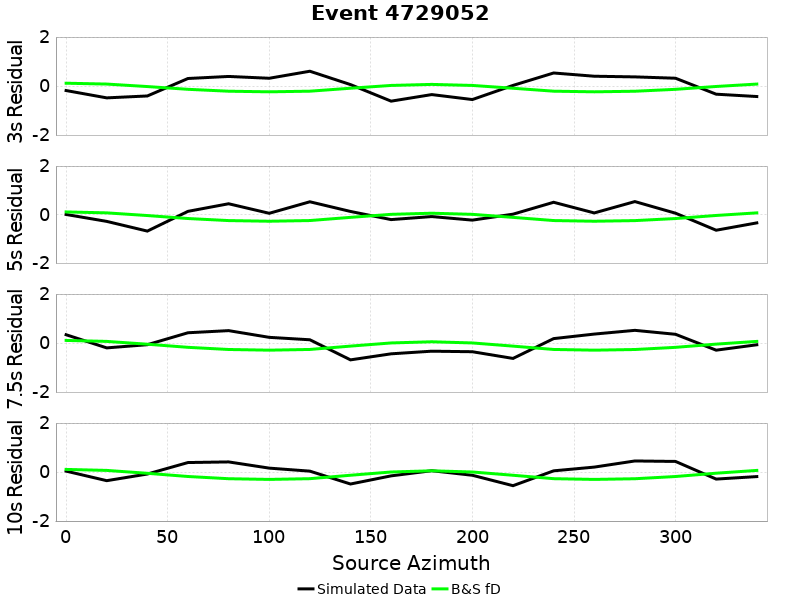 Event 4729052
3s Residual
2
0
-2
5s Residual
2
0
-2
7.5s Residual
2
0
-2
10s Residual
2
0
-2
0 50 100 150 200 250 300
Source Azimuth
Simulated Data B&S fD